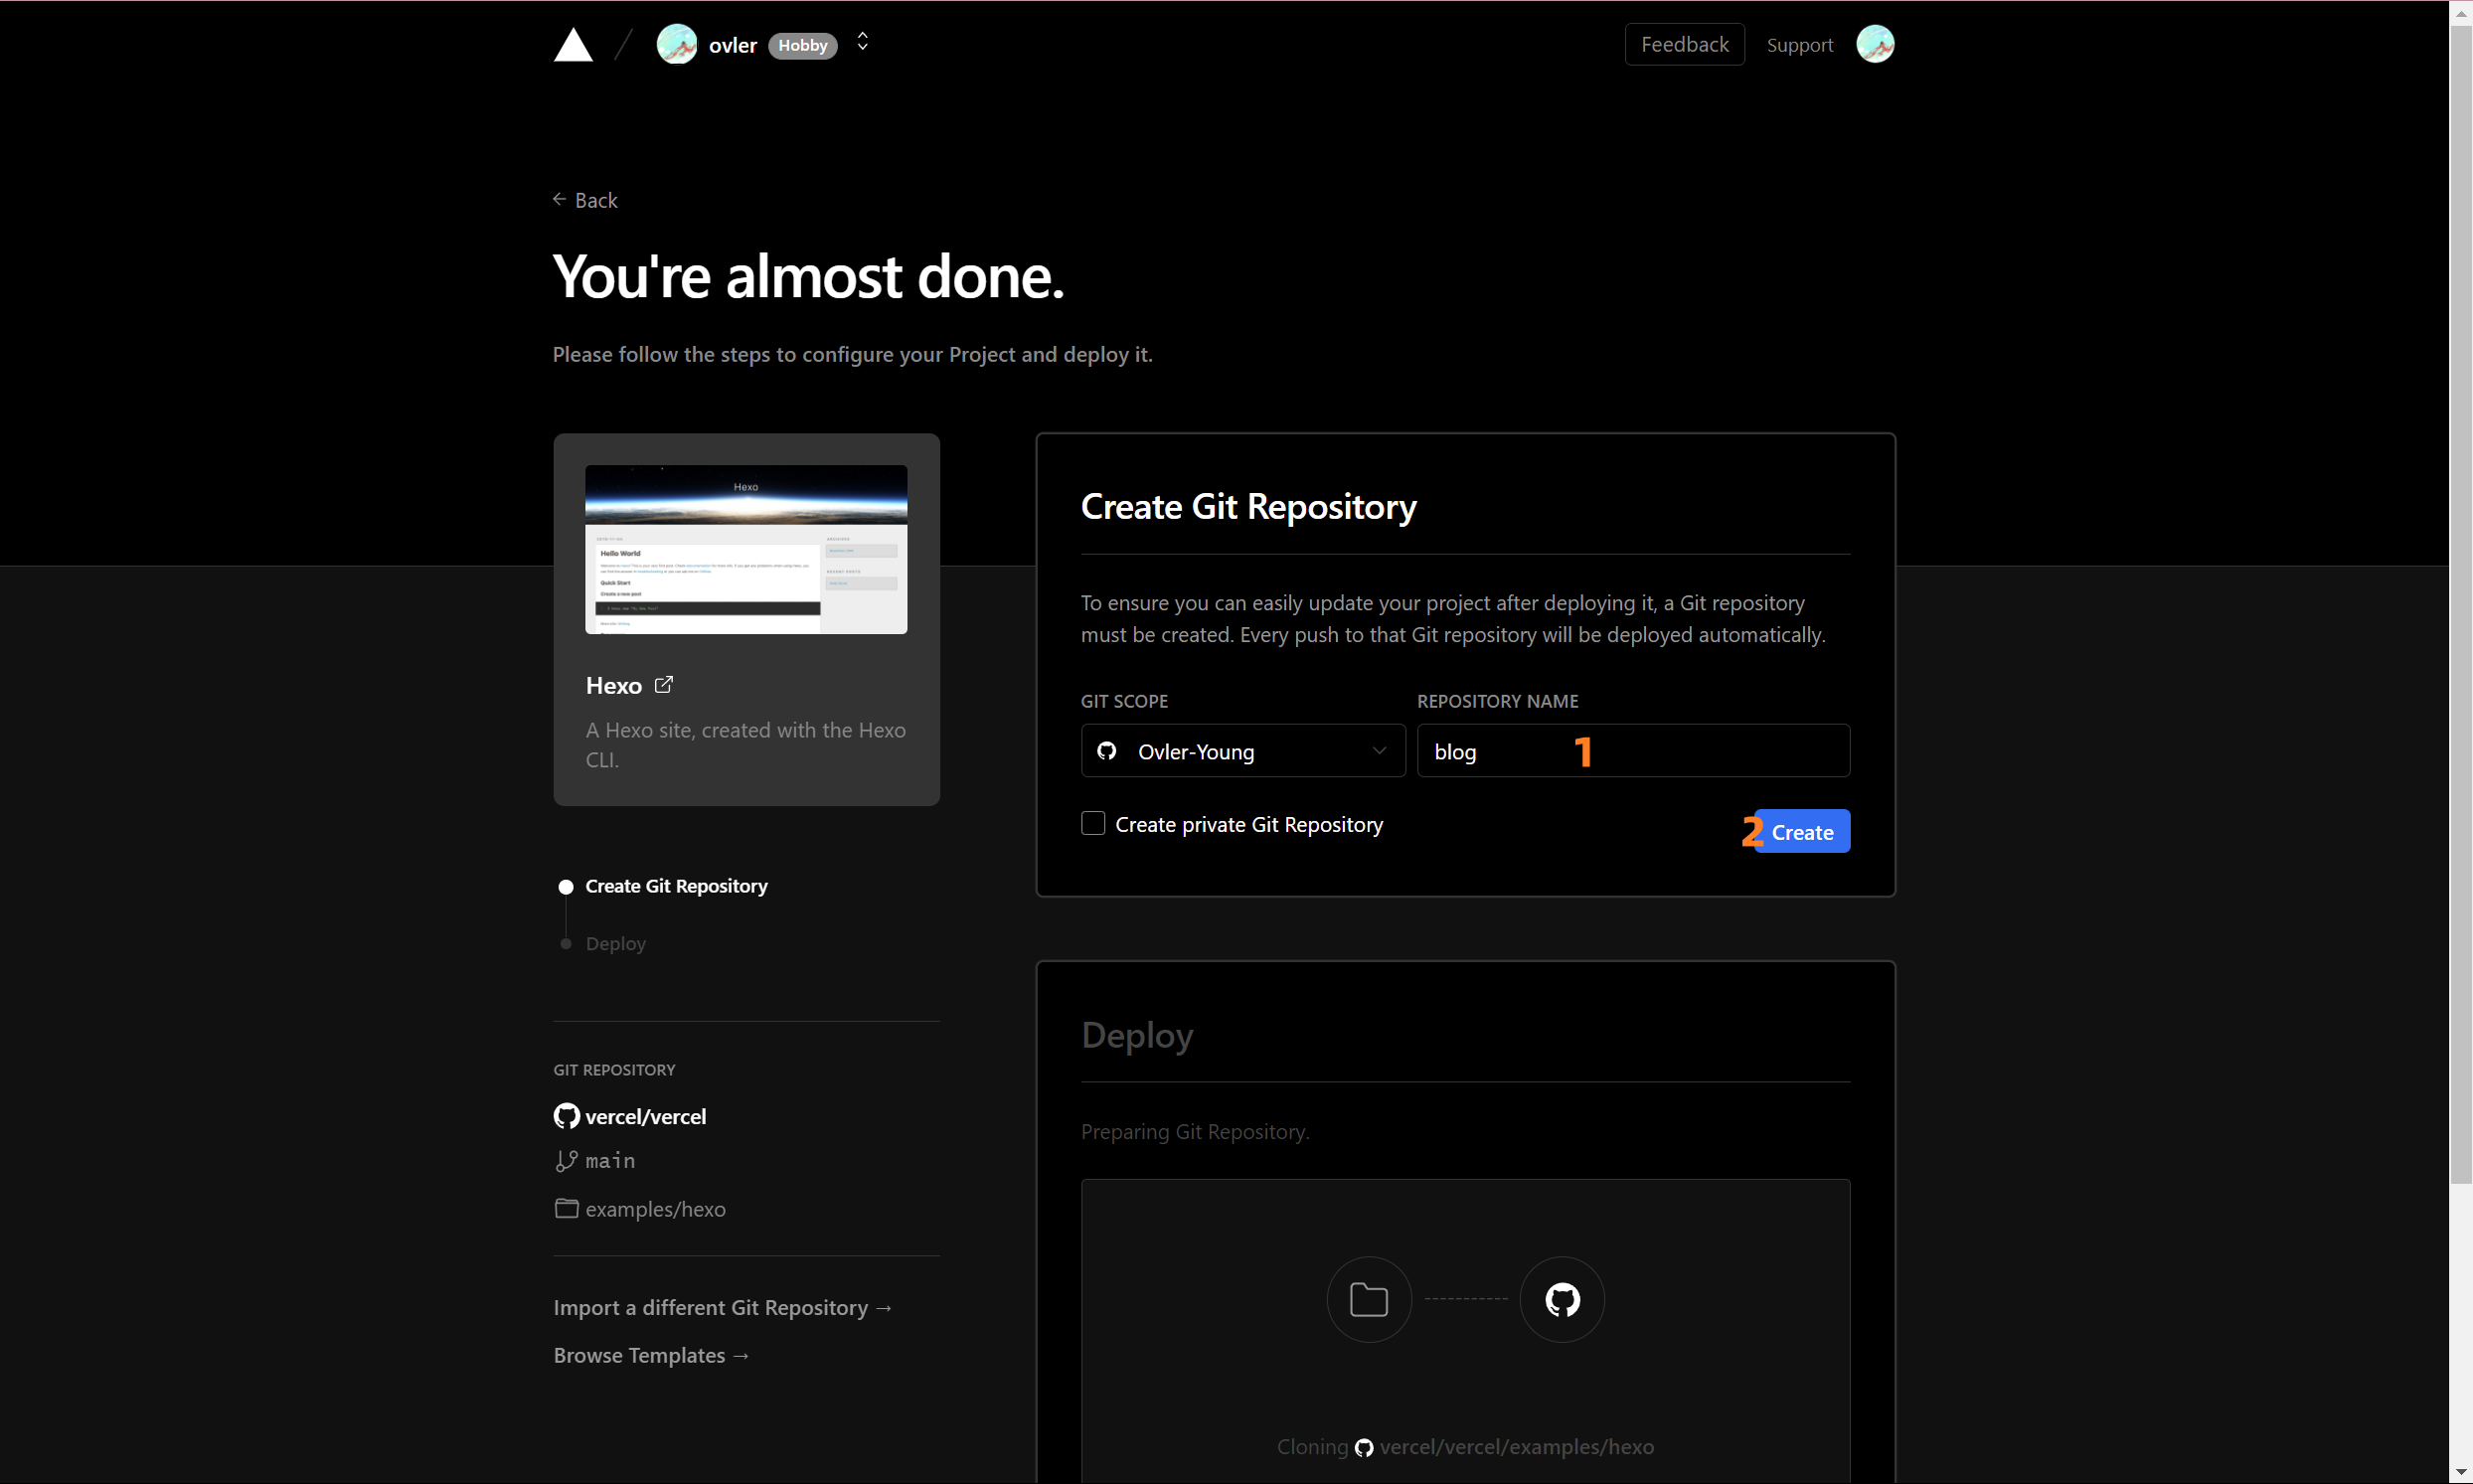 ovler Hobby
Feedback Support
← Back
You're almost done.
Please follow the steps to configure your Project and deploy it.
Hexo
Hello World
Quick Start
Create a new post
Hexo
A Hexo site, created with the Hexo
CLI.
Create Git Repository
Deploy
GIT REPOSITORY
vercel/vercel
main
examples/hexo
Import a different Git Repository →
Browse Templates →
Create Git Repository
To ensure you can easily update your project after deploying it, a Git repository
must be created. Every push to that Git repository will be deployed automatically.
GIT SCOPE REPOSITORY NAME
Ovler-Young blog 1
Create private Git Repository 2 Create
Deploy
Preparing Git Repository.
Cloning vercel/vercel/examples/hexo